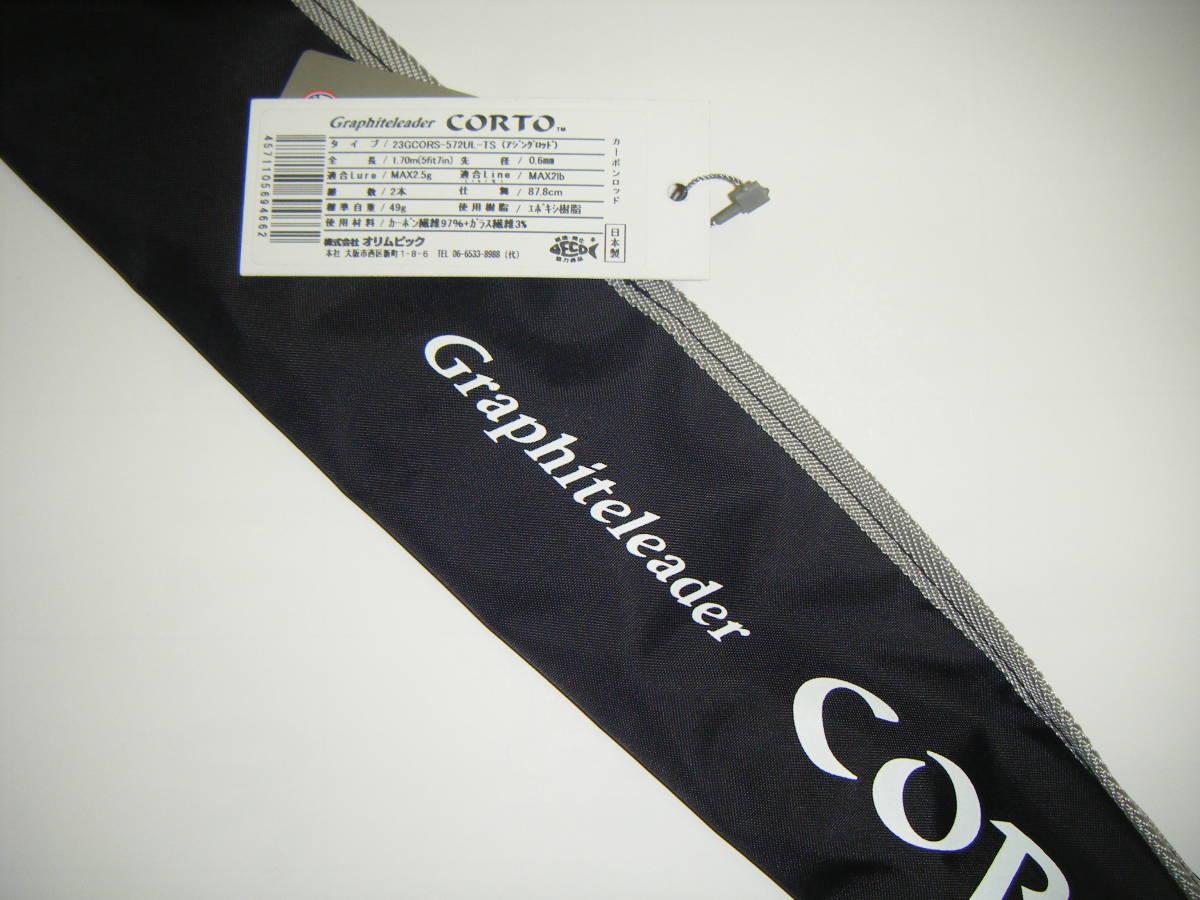 Graphiteleader CORTO™
タイプ / 23GCORS-572UL-TS (アジングロッド)
全長 / 1.70m(5fit7in) 先径 / 0.6mm
適合Lure / MAX2.5g 適合Line / MAX2lb
継数 / 2本 仕舞 / 87.8cm
標準自重 / 49g 使用樹脂 / エポキシ樹脂
使用材料 / カーボン繊維97%+ガラス繊維3%
株式会社 オリムピック
本社 大阪市西区新町1-8-6 TEL 06-6533-8988 (代)
カーボンロッド
日本製
DECO
4571105694662
Graphiteleader
COR